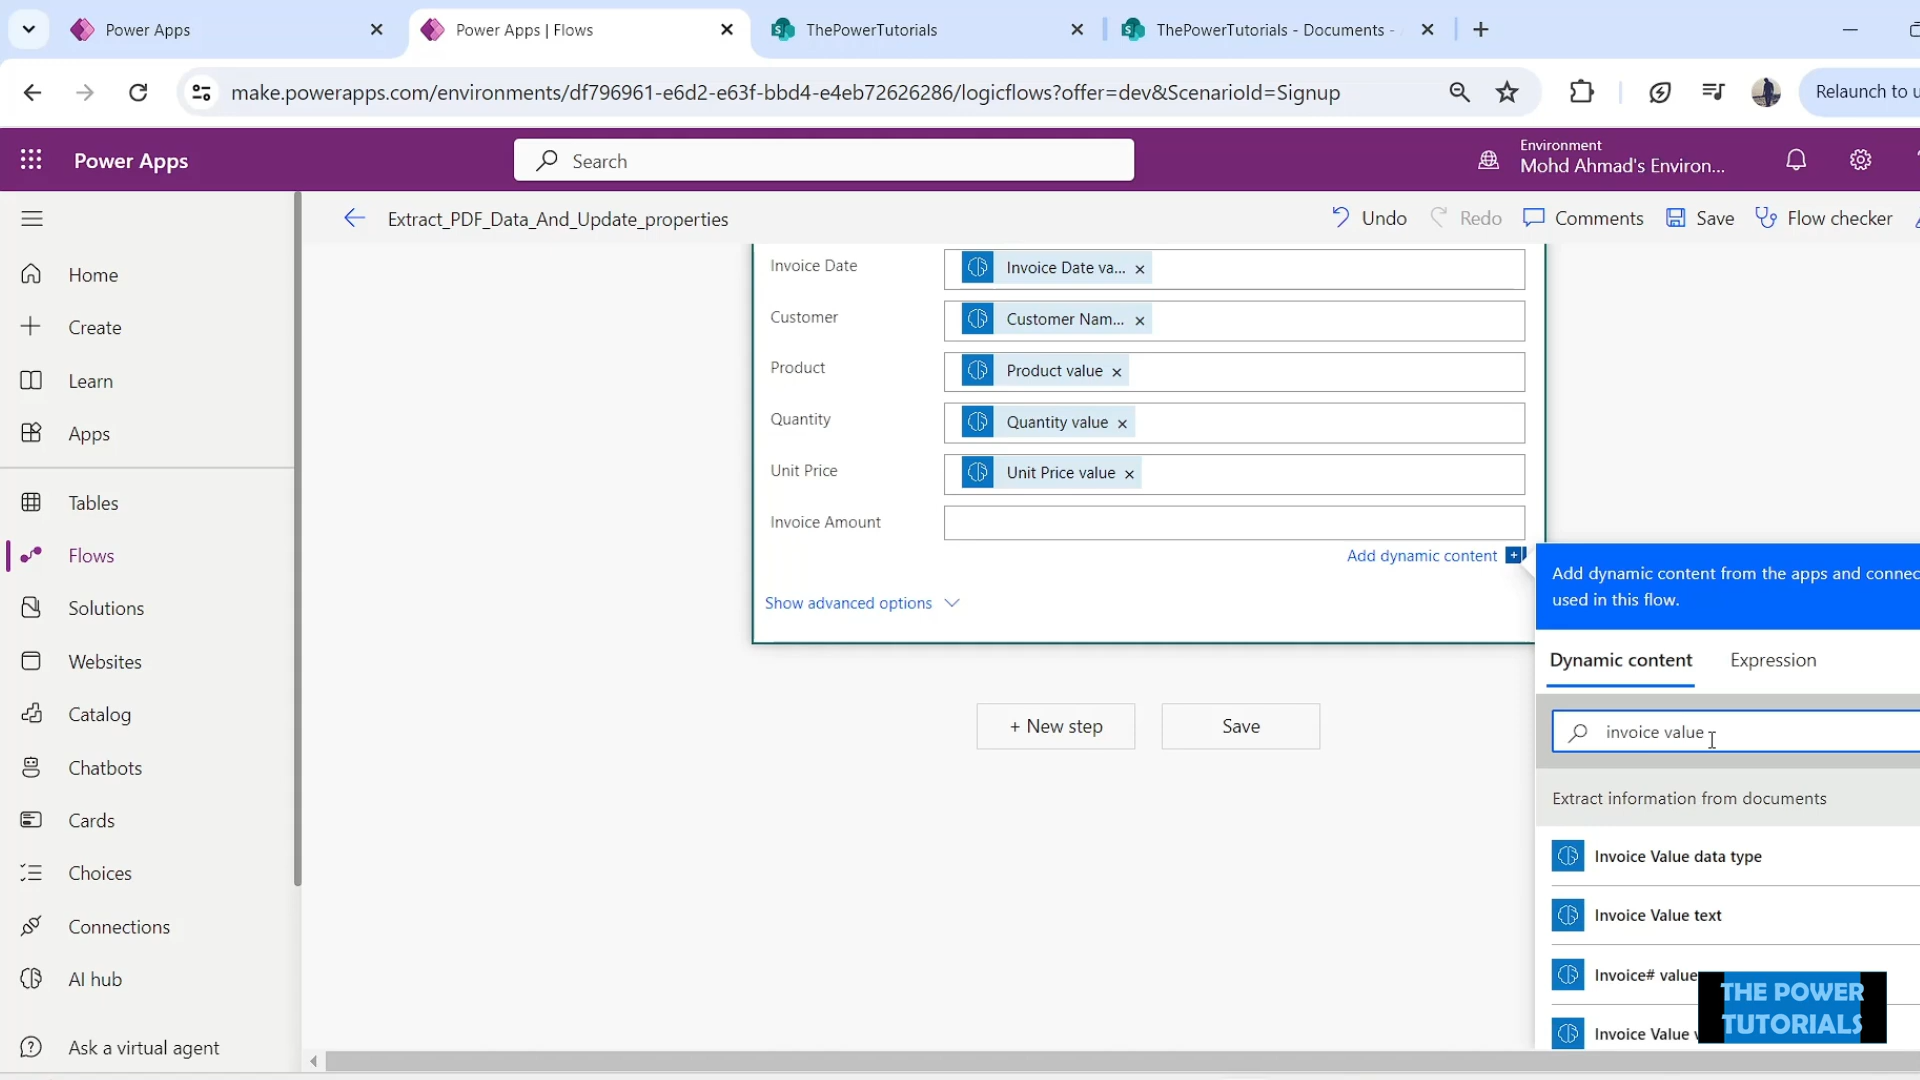 Power Apps
Power Apps | Flows
ThePowerTutorials
ThePowerTutorials - Documents -
make.powerapps.com/environments/df796961-e6d2-e63f-bbd4-e4eb72626286/logicflows?offer=dev&ScenarioId=Signup
Relaunch to u
Power Apps
Search
Environment
Mohd Ahmad's Environ...
Extract_PDF_Data_And_Update_properties
Undo
Redo
Comments
Save
Flow checker
Home
Create
Learn
Apps
Tables
Flows
Solutions
Websites
Catalog
Chatbots
Cards
Choices
Connections
AI hub
Ask a virtual agent
Invoice Date
Invoice Date va... ×
Customer
Customer Nam... ×
Product
Product value ×
Quantity
Quantity value ×
Unit Price
Unit Price value ×
Invoice Amount
Add dynamic content
Show advanced options
+ New step
Save
Add dynamic content from the apps and connec
used in this flow.
Dynamic content
Expression
invoice value
Extract information from documents
Invoice Value data type
Invoice Value text
Invoice# value
Invoice Value
THE POWER
TUTORIALS